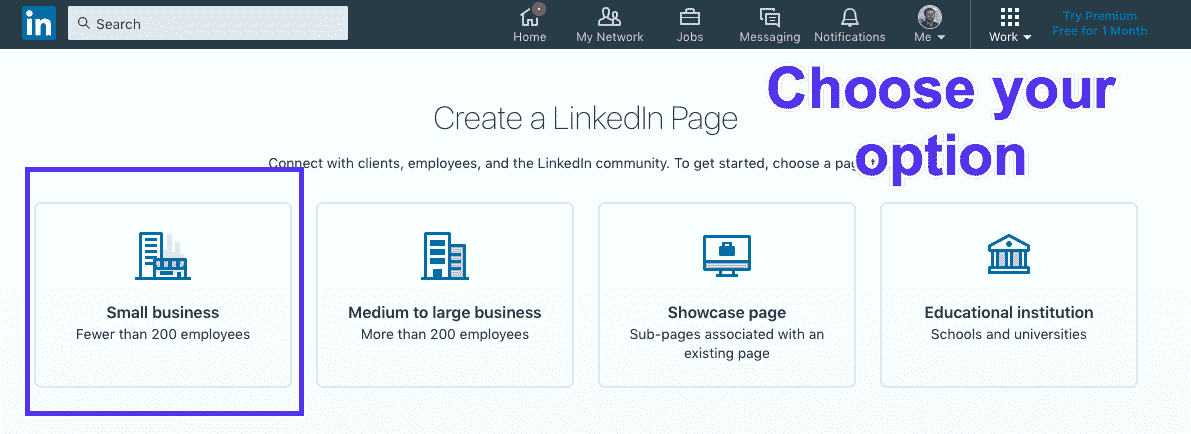 in
Search
Home
My Network
Jobs
Messaging
Notifications
Me
Work
Try Premium
Free for 1 Month
Choose your
option
Create a LinkedIn Page
Connect with clients, employees, and the LinkedIn community. To get started, choose a
Small business
Fewer than 200 employees
Medium to large business
More than 200 employees
Showcase page
Sub-pages associated with an
existing page
Educational institution
Schools and universities